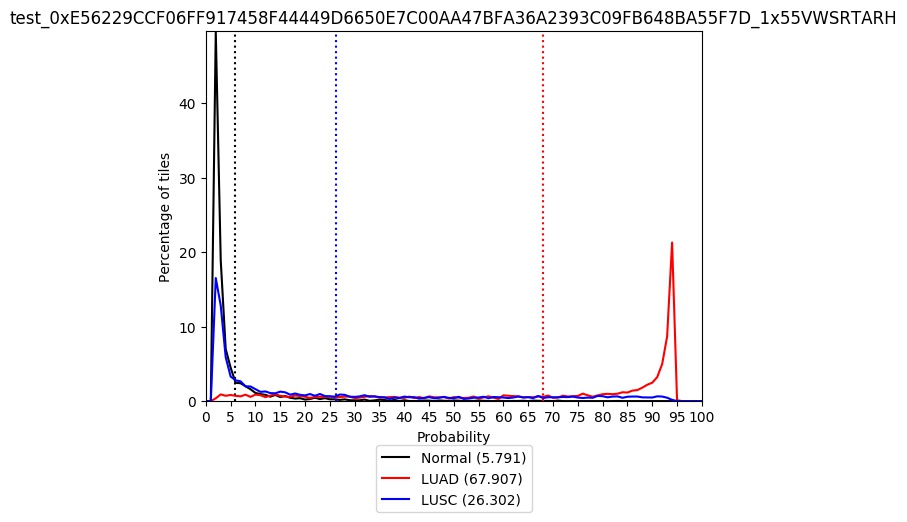 test_0xE56229CCF06FF917458F44449D6650E7C00AA47BFA36A2393C09FB648BA55F7D_1x55VWSRTARH
40
30
20
10
0
Percentage of tiles
0 5 10 15 20 25 30 35 40 45 50 55 60 65 70 75 80 85 90 95 100
Probability
Normal (5.791)
LUAD (67.907)
LUSC (26.302)